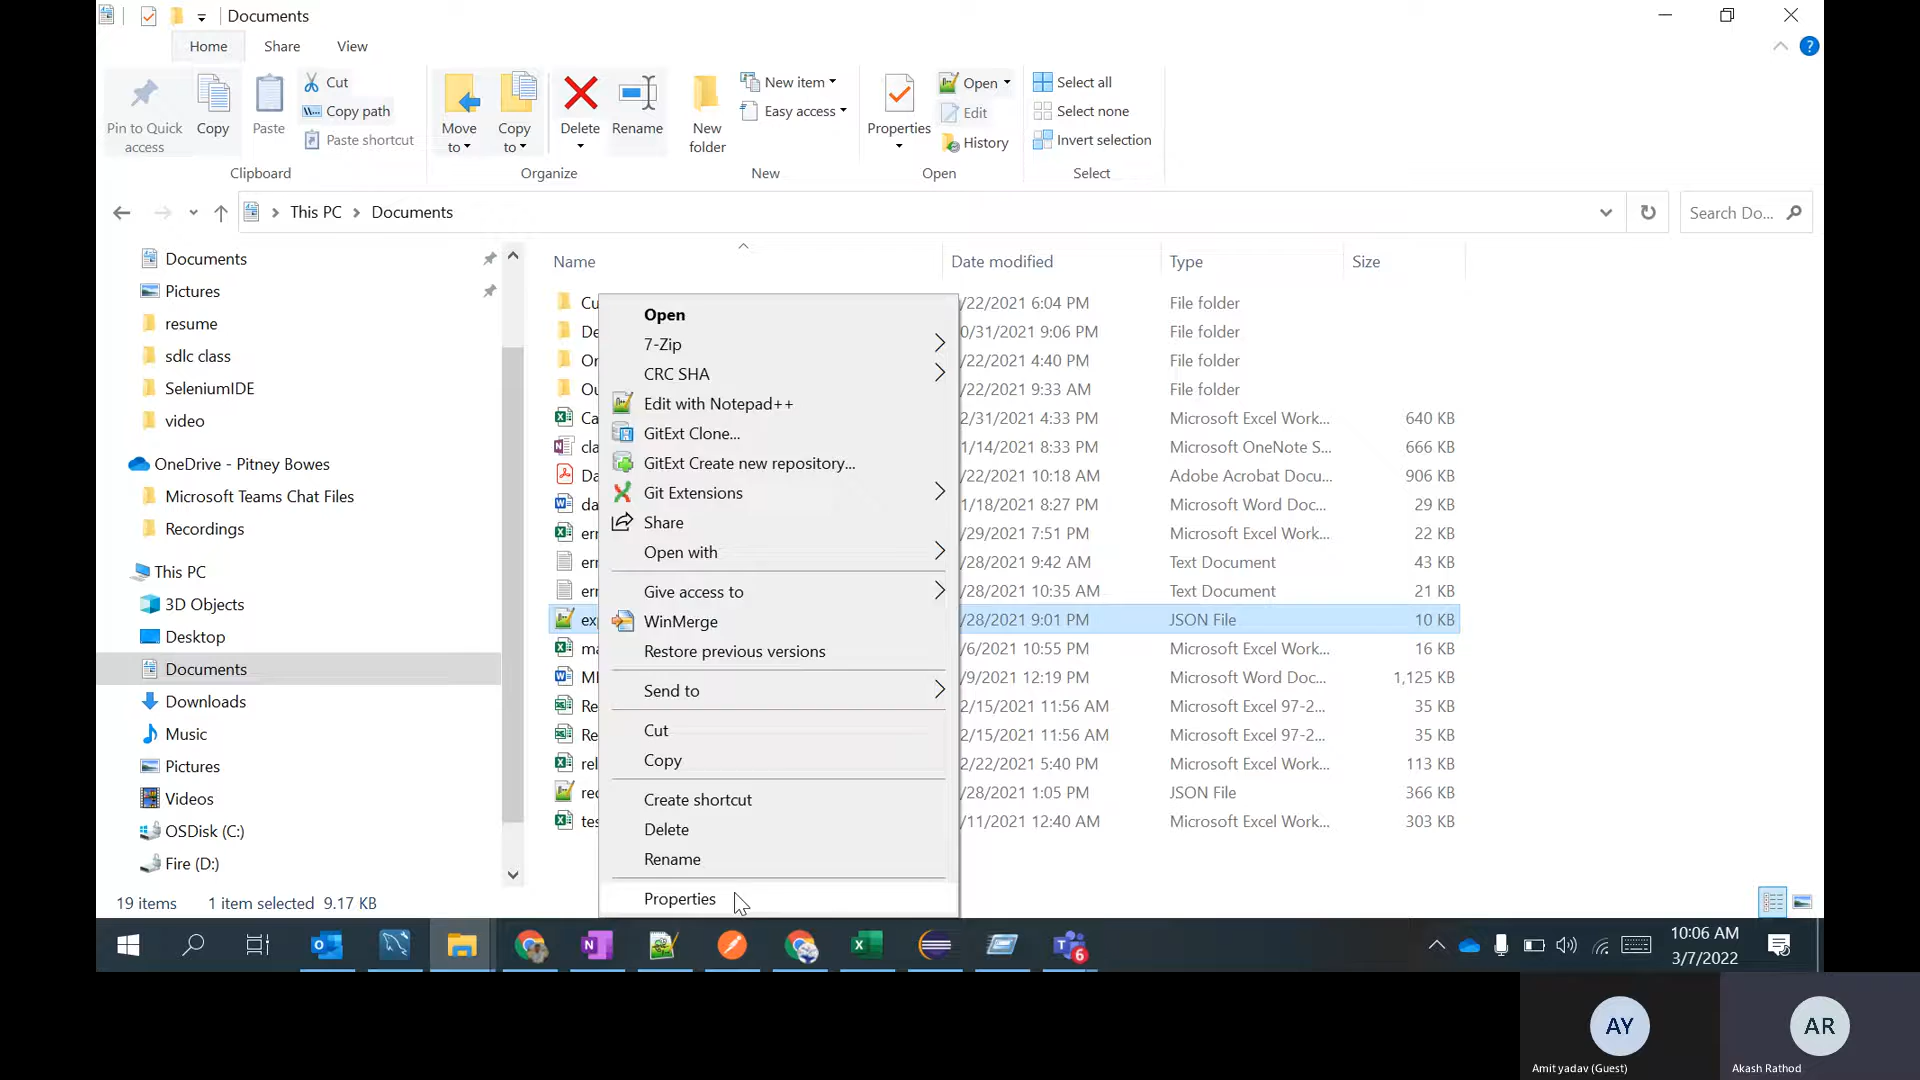 Documents
Home Share View
Pin to Quick access
Copy
Paste
Cut
Copy path
Paste shortcut
Clipboard
Move to
Copy to
Delete
Rename
Organize
New folder
New item
Easy access
New
Properties
Open
Edit
History
Open
Select all
Select none
Invert selection
Select
This PC > Documents
Search Do...
Documents
Pictures
resume
sdlc class
SeleniumIDE
video
OneDrive - Pitney Bowes
Microsoft Teams Chat Files
Recordings
This PC
3D Objects
Desktop
Documents
Downloads
Music
Pictures
Videos
OSDisk (C:)
Fire (D:)
Name Date modified Type Size
Cu /22/2021 6:04 PM File folder
De 0/31/2021 9:06 PM File folder
Or /22/2021 4:40 PM File folder
Ou /22/2021 9:33 AM File folder
Ca 2/31/2021 4:33 PM Microsoft Excel Work... 640 KB
cla 1/14/2021 8:33 PM Microsoft OneNote S... 666 KB
Da /22/2021 10:18 AM Adobe Acrobat Docu... 906 KB
da 1/18/2021 8:27 PM Microsoft Word Doc... 29 KB
err /29/2021 7:51 PM Microsoft Excel Work... 22 KB
err /28/2021 9:42 AM Text Document 43 KB
err /28/2021 10:35 AM Text Document 21 KB
exp /28/2021 9:01 PM JSON File 10 KB
ma /6/2021 10:55 PM Microsoft Excel Work... 16 KB
/9/2021 12:19 PM Microsoft Word Doc... 1,125 KB
Re 2/15/2021 11:56 AM Microsoft Excel 97-2... 35 KB
Re 2/15/2021 11:56 AM Microsoft Excel 97-2... 35 KB
rel 2/22/2021 5:40 PM Microsoft Excel Work... 113 KB
rec /28/2021 1:05 PM JSON File 366 KB
tes /11/2021 12:40 AM Microsoft Excel Work... 303 KB
Open
7-Zip
CRC SHA
Edit with Notepad++
GitExt Clone...
GitExt Create new repository...
Git Extensions
Share
Open with
Give access to
WinMerge
Restore previous versions
Send to
Cut
Copy
Create shortcut
Delete
Rename
Properties
19 items 1 item selected 9.17 KB
6
10:06 AM
3/7/2022
AY
AR
Amit yadav (Guest)
Akash Rathod